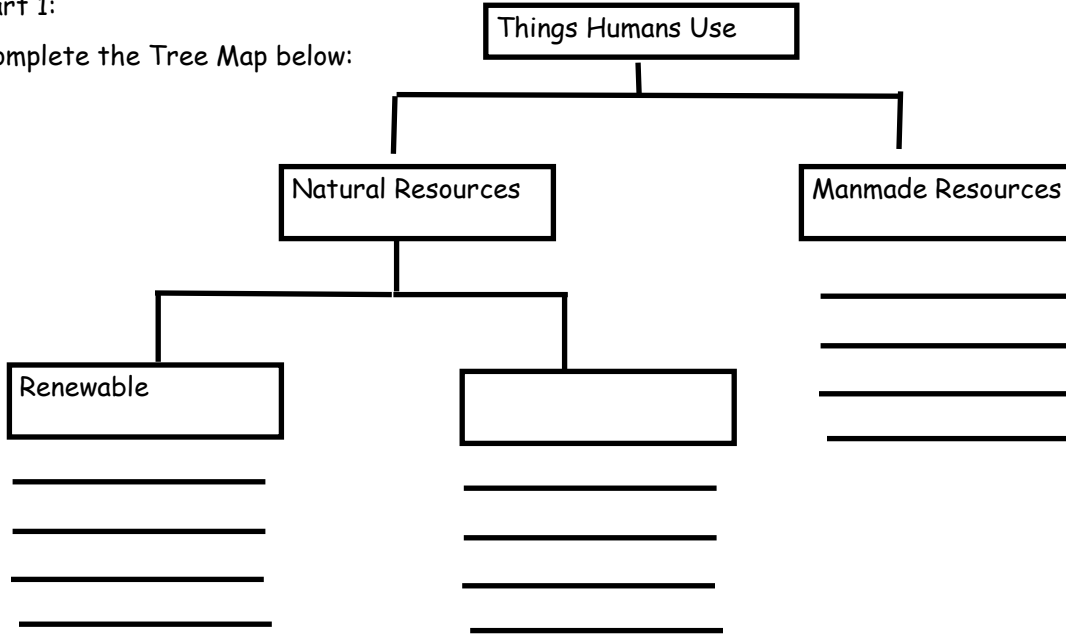 art 1:
omplete the Tree Map below:
Things Humans Use
Natural Resources
Manmade Resources
Renewable